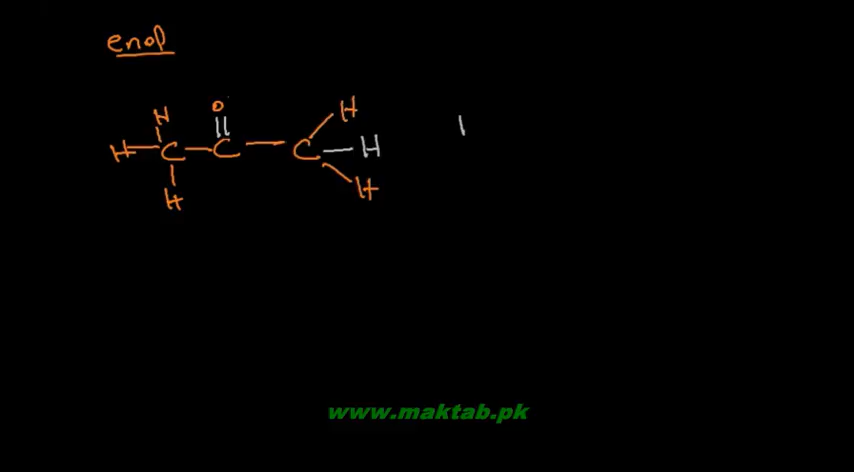 enol
H O H
H C C C H
H H
www.maktab.pk